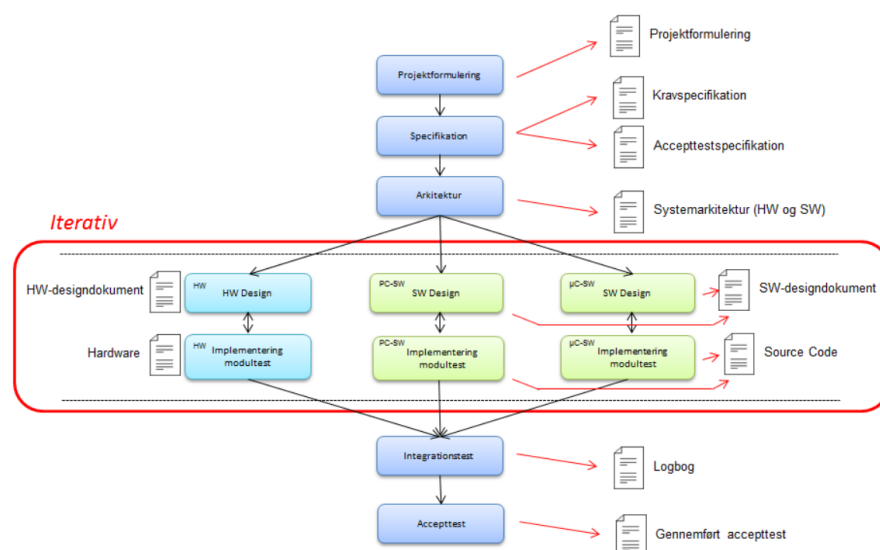 Projektformulering
Projektformulering
Kravspecifikation
Specifikation
Accepttestspecifikation
Arkitektur
Systemarkitektur (HW og SW)
Iterativ
HW-designdokument
HW
HW Design
PC-SW
SW Design
µC-SW
SW Design
SW-designdokument
Hardware
HW
Implementering
modultest
PC-SW
Implementering
modultest
µC-SW
Implementering
modultest
Source Code
Integrationstest
Logbog
Accepttest
Gennemført accepttest